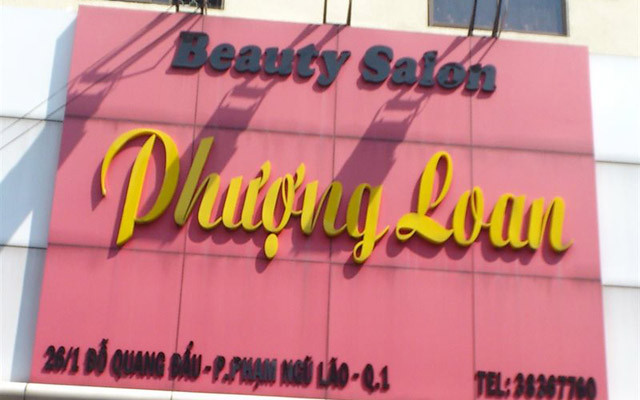 Beauty Salon
Phượng Loan
26/1 ĐỖ QUANG ĐẨU - P.PHẠM NGŨ LÃO - Q.1
TEL: 38367760